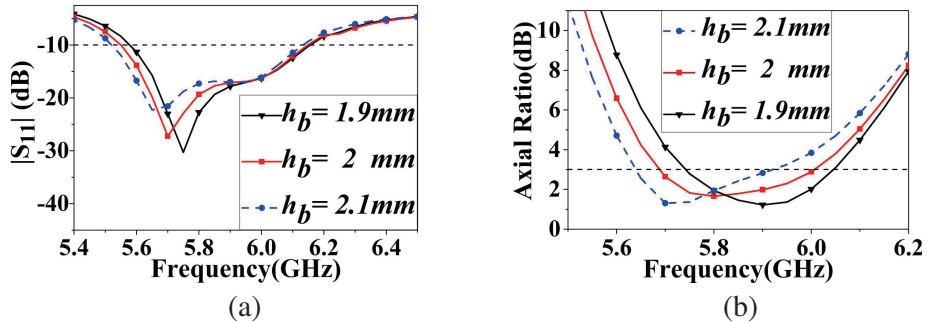 |S11| (dB)
-10
-20
-30
-40
hb= 1.9mm
hb= 2 mm
hb= 2.1mm
5.4 5.6 5.8 6.0 6.2 6.4
Frequency(GHz)
(a)
Axial Ratio(dB)
10
8
6
4
2
0
hb= 2.1mm
hb= 2 mm
hb= 1.9mm
5.6 5.8 6.0 6.2
Frequency(GHz)
(b)